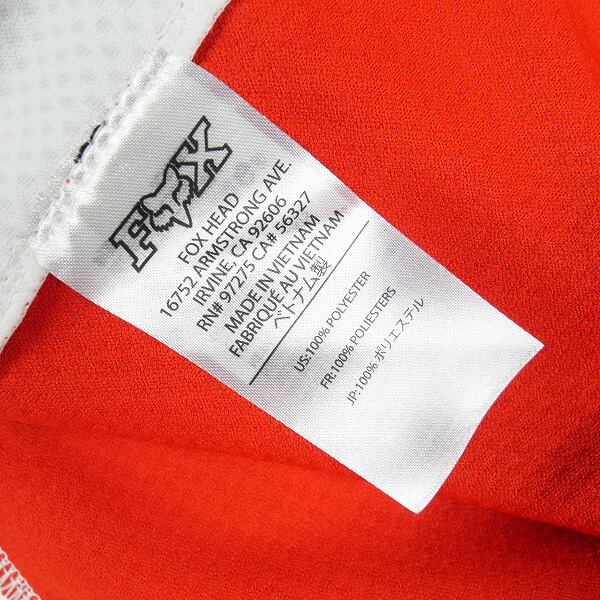 FOX
FOX HEAD
16752 ARMSTRONG AVE.
IRVINE, CA 92606
RN# 97275 CA# 56327
MADE IN VIETNAM
FABRIQUE AU VIETNAM
ベトナム製
US:100% POLYESTER
FR:100% POLIESTERS
JP:100% ポリエステル